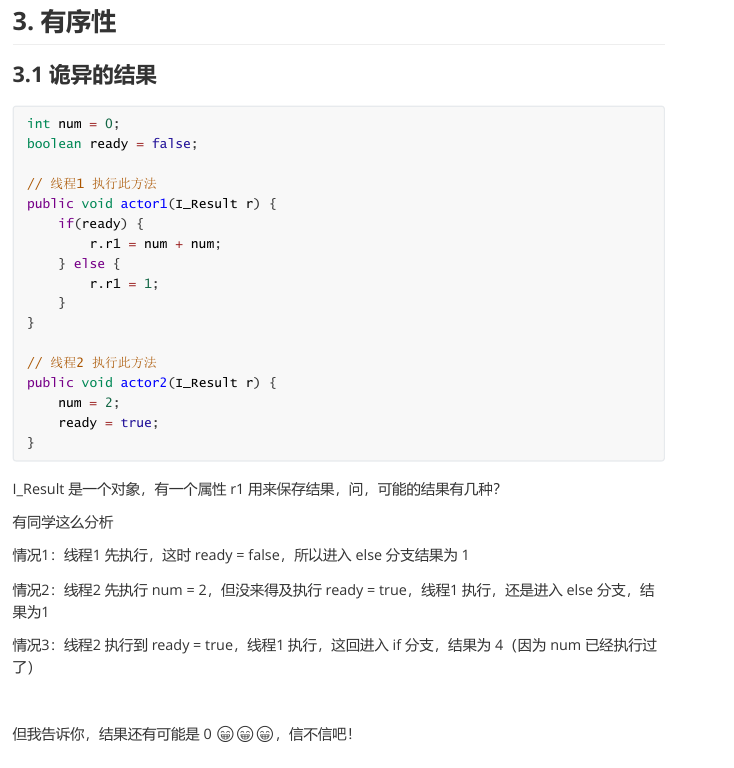 3. 有序性
3.1 诡异的结果
int num = 0;
boolean ready = false;
// 线程1 执行此方法
public void actor1(I_Result r) {
    if(ready) {
        r.r1 = num + num;
    } else {
        r.r1 = 1;
    }
}
// 线程2 执行此方法
public void actor2(I_Result r) {
    num = 2;
    ready = true;
}
I_Result 是一个对象，有一个属性 r1 用来保存结果，问，可能的结果有几种？
有同学这么分析
情况1：线程1 先执行，这时 ready = false，所以进入 else 分支结果为 1
情况2：线程2 先执行 num = 2，但没来得及执行 ready = true，线程1 执行，还是进入 else 分支，结
果为1
情况3：线程2 执行到 ready = true，线程1 执行，这回进入 if 分支，结果为 4（因为 num 已经执行过
了）
但我告诉你，结果还有可能是 0 😁😁😁，信不信吧！